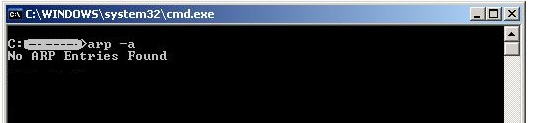 C:\WINDOWS\system32\cmd.exe
C:>arp -a
No ARP Entries Found